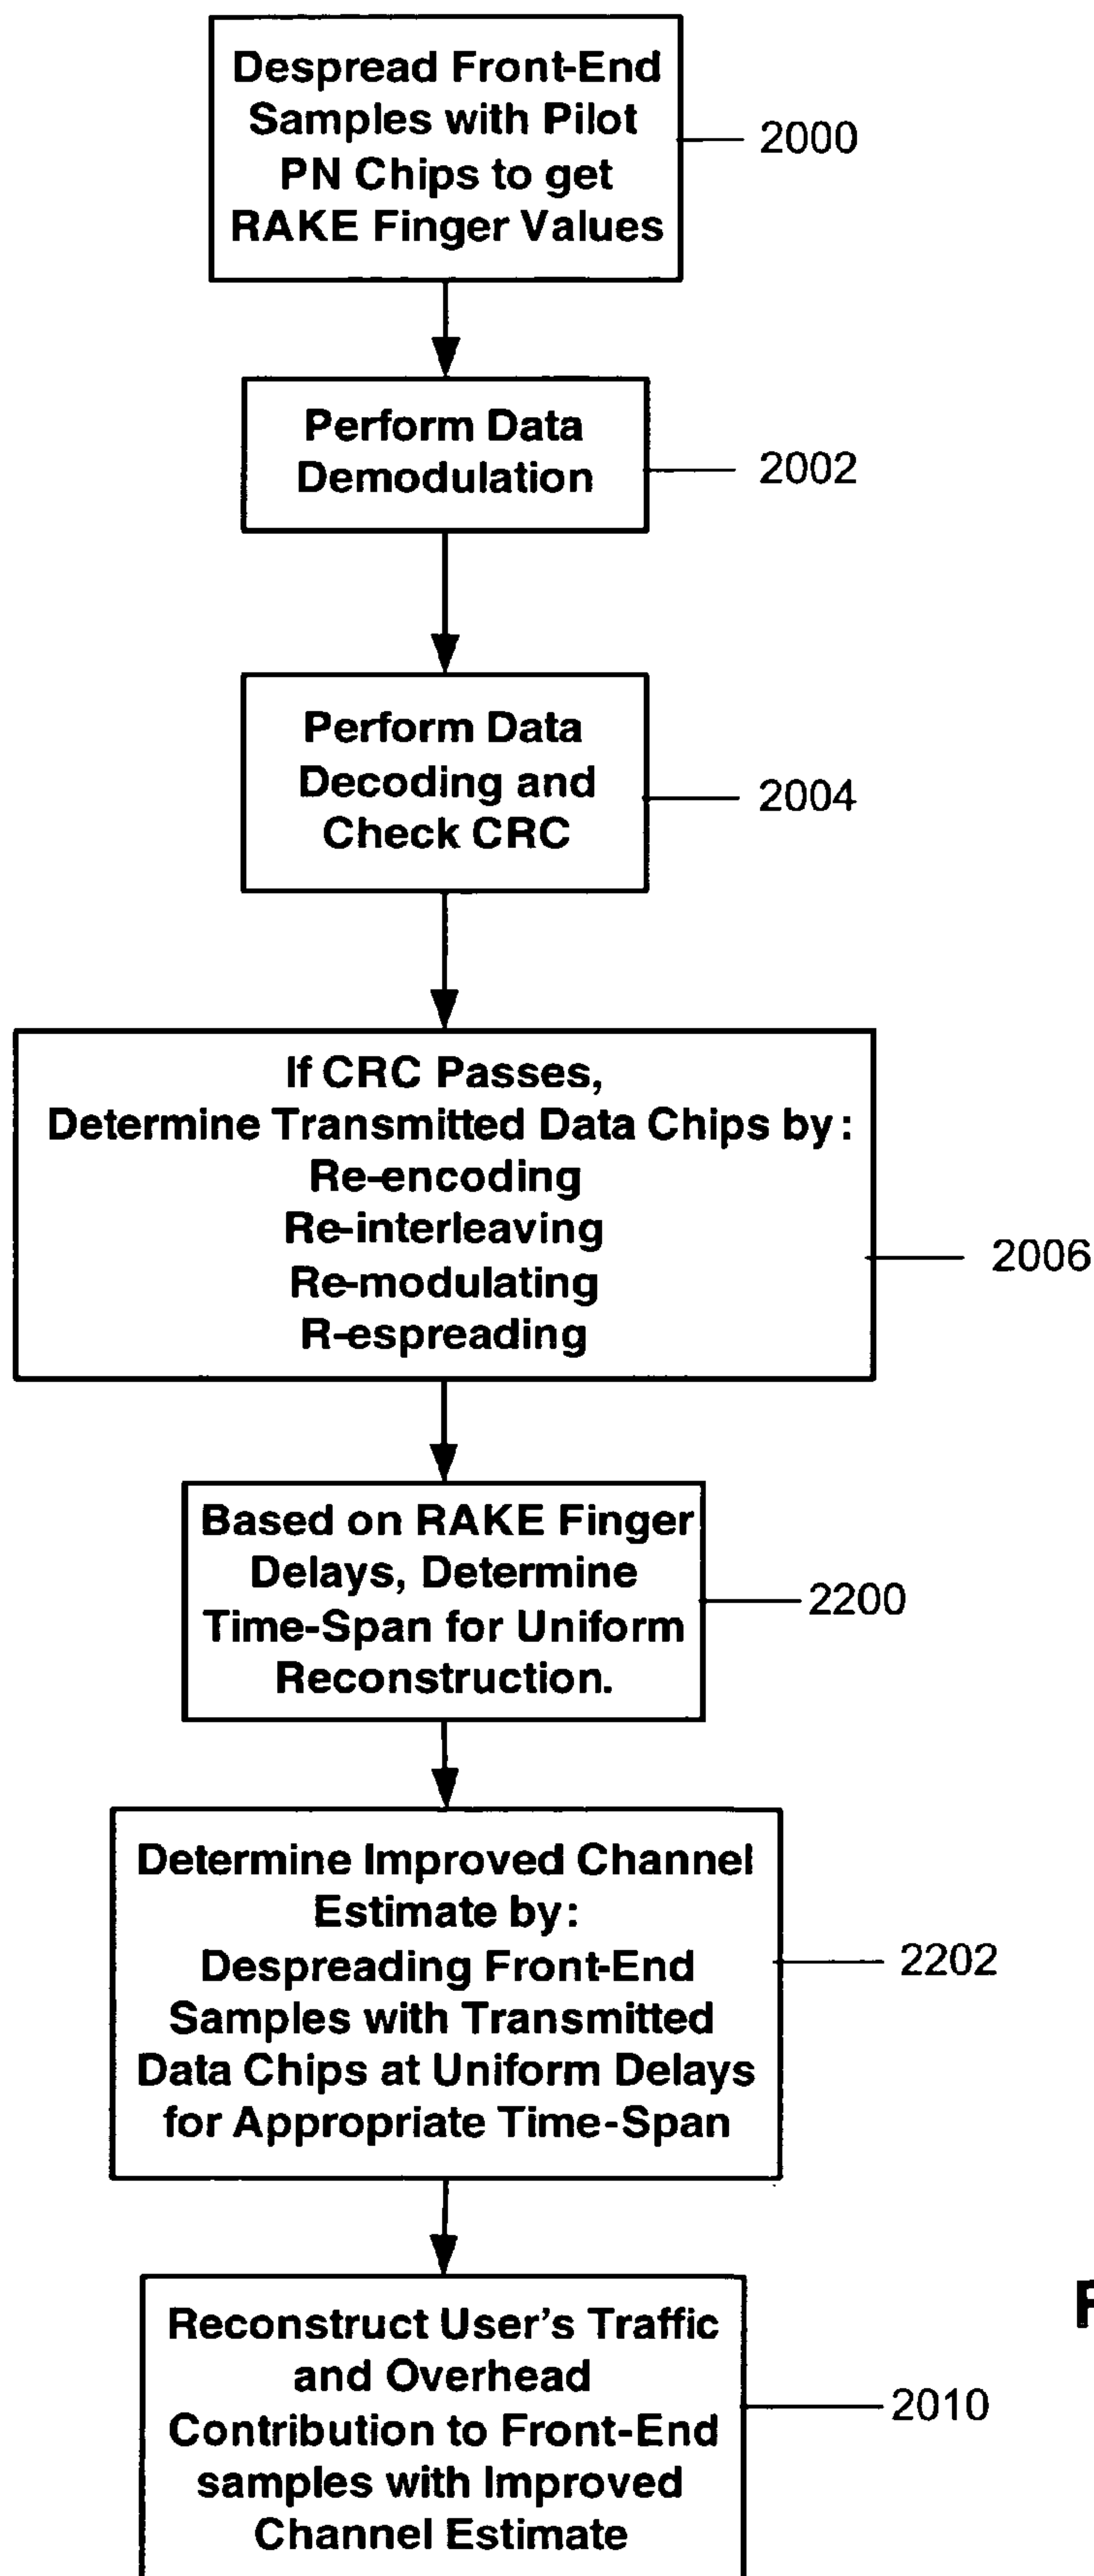 Despread Front-End
Samples with Pilot
PN Chips to get
RAKE Finger Values
2000
Perform Data
Demodulation
2002
Perform Data
Decoding and
Check CRC
2004
If CRC Passes,
Determine Transmitted Data Chips by:
Re-encoding
Re-interleaving
Re-modulating
R-espreading
2006
Based on RAKE Finger
Delays, Determine
Time-Span for Uniform
Reconstruction.
2200
Determine Improved Channel
Estimate by:
Despreading Front-End
Samples with Transmitted
Data Chips at Uniform Delays
for Appropriate Time-Span
2202
Reconstruct User's Traffic
and Overhead
Contribution to Front-End
samples with Improved
Channel Estimate
2010